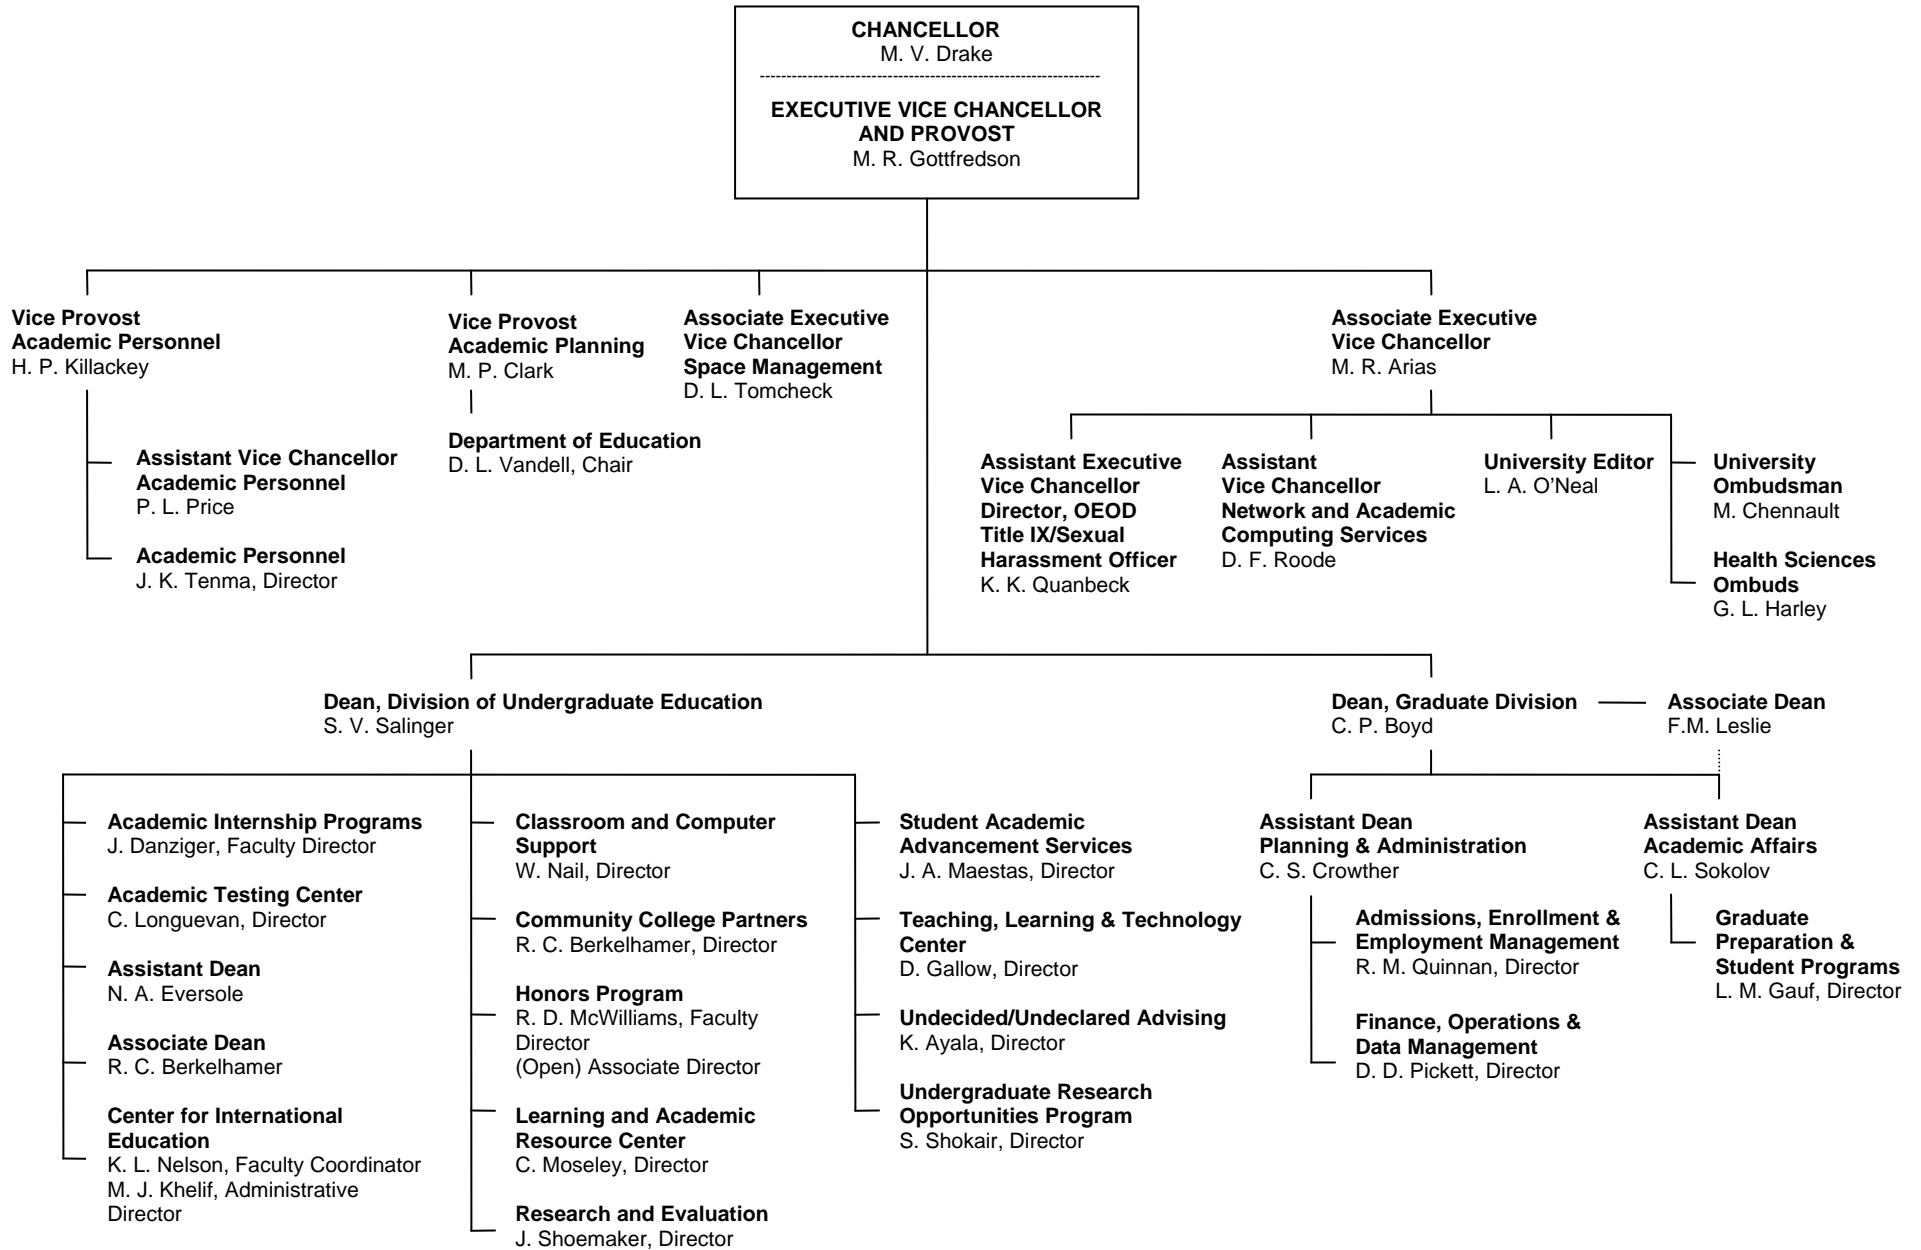 CHANCELLOR
M. V. Drake
----------------------------------------------------------------
EXECUTIVE VICE CHANCELLOR
AND PROVOST
M. R. Gottfredson
Vice Provost
Academic Personnel
H. P. Killackey
Assistant Vice Chancellor
Academic Personnel
P. L. Price
Academic Personnel
J. K. Tenma, Director
Vice Provost
Academic Planning
M. P. Clark
Department of Education
D. L. Vandell, Chair
Associate Executive
Vice Chancellor
Space Management
D. L. Tomcheck
Associate Executive
Vice Chancellor
M. R. Arias
Assistant Executive
Vice Chancellor
Director, OEOD
Title IX/Sexual
Harassment Officer
K. K. Quanbeck
Assistant
Vice Chancellor
Network and Academic
Computing Services
D. F. Roode
University Editor
L. A. O’Neal
University
Ombudsman
M. Chennault
Health Sciences
Ombuds
G. L. Harley
Dean, Division of Undergraduate Education
S. V. Salinger
Academic Internship Programs
J. Danziger, Faculty Director
Academic Testing Center
C. Longuevan, Director
Assistant Dean
N. A. Eversole
Associate Dean
R. C. Berkelhamer
Center for International
Education
K. L. Nelson, Faculty Coordinator
M. J. Khelif, Administrative
Director
Classroom and Computer
Support
W. Nail, Director
Community College Partners
R. C. Berkelhamer, Director
Honors Program
R. D. McWilliams, Faculty
Director
(Open) Associate Director
Learning and Academic
Resource Center
C. Moseley, Director
Research and Evaluation
J. Shoemaker, Director
Student Academic
Advancement Services
J. A. Maestas, Director
Teaching, Learning & Technology
Center
D. Gallow, Director
Undecided/Undeclared Advising
K. Ayala, Director
Undergraduate Research
Opportunities Program
S. Shokair, Director
Dean, Graduate Division
C. P. Boyd
Associate Dean
F.M. Leslie
Assistant Dean
Planning & Administration
C. S. Crowther
Admissions, Enrollment &
Employment Management
R. M. Quinnan, Director
Finance, Operations &
Data Management
D. D. Pickett, Director
Assistant Dean
Academic Affairs
C. L. Sokolov
Graduate
Preparation &
Student Programs
L. M. Gauf, Director